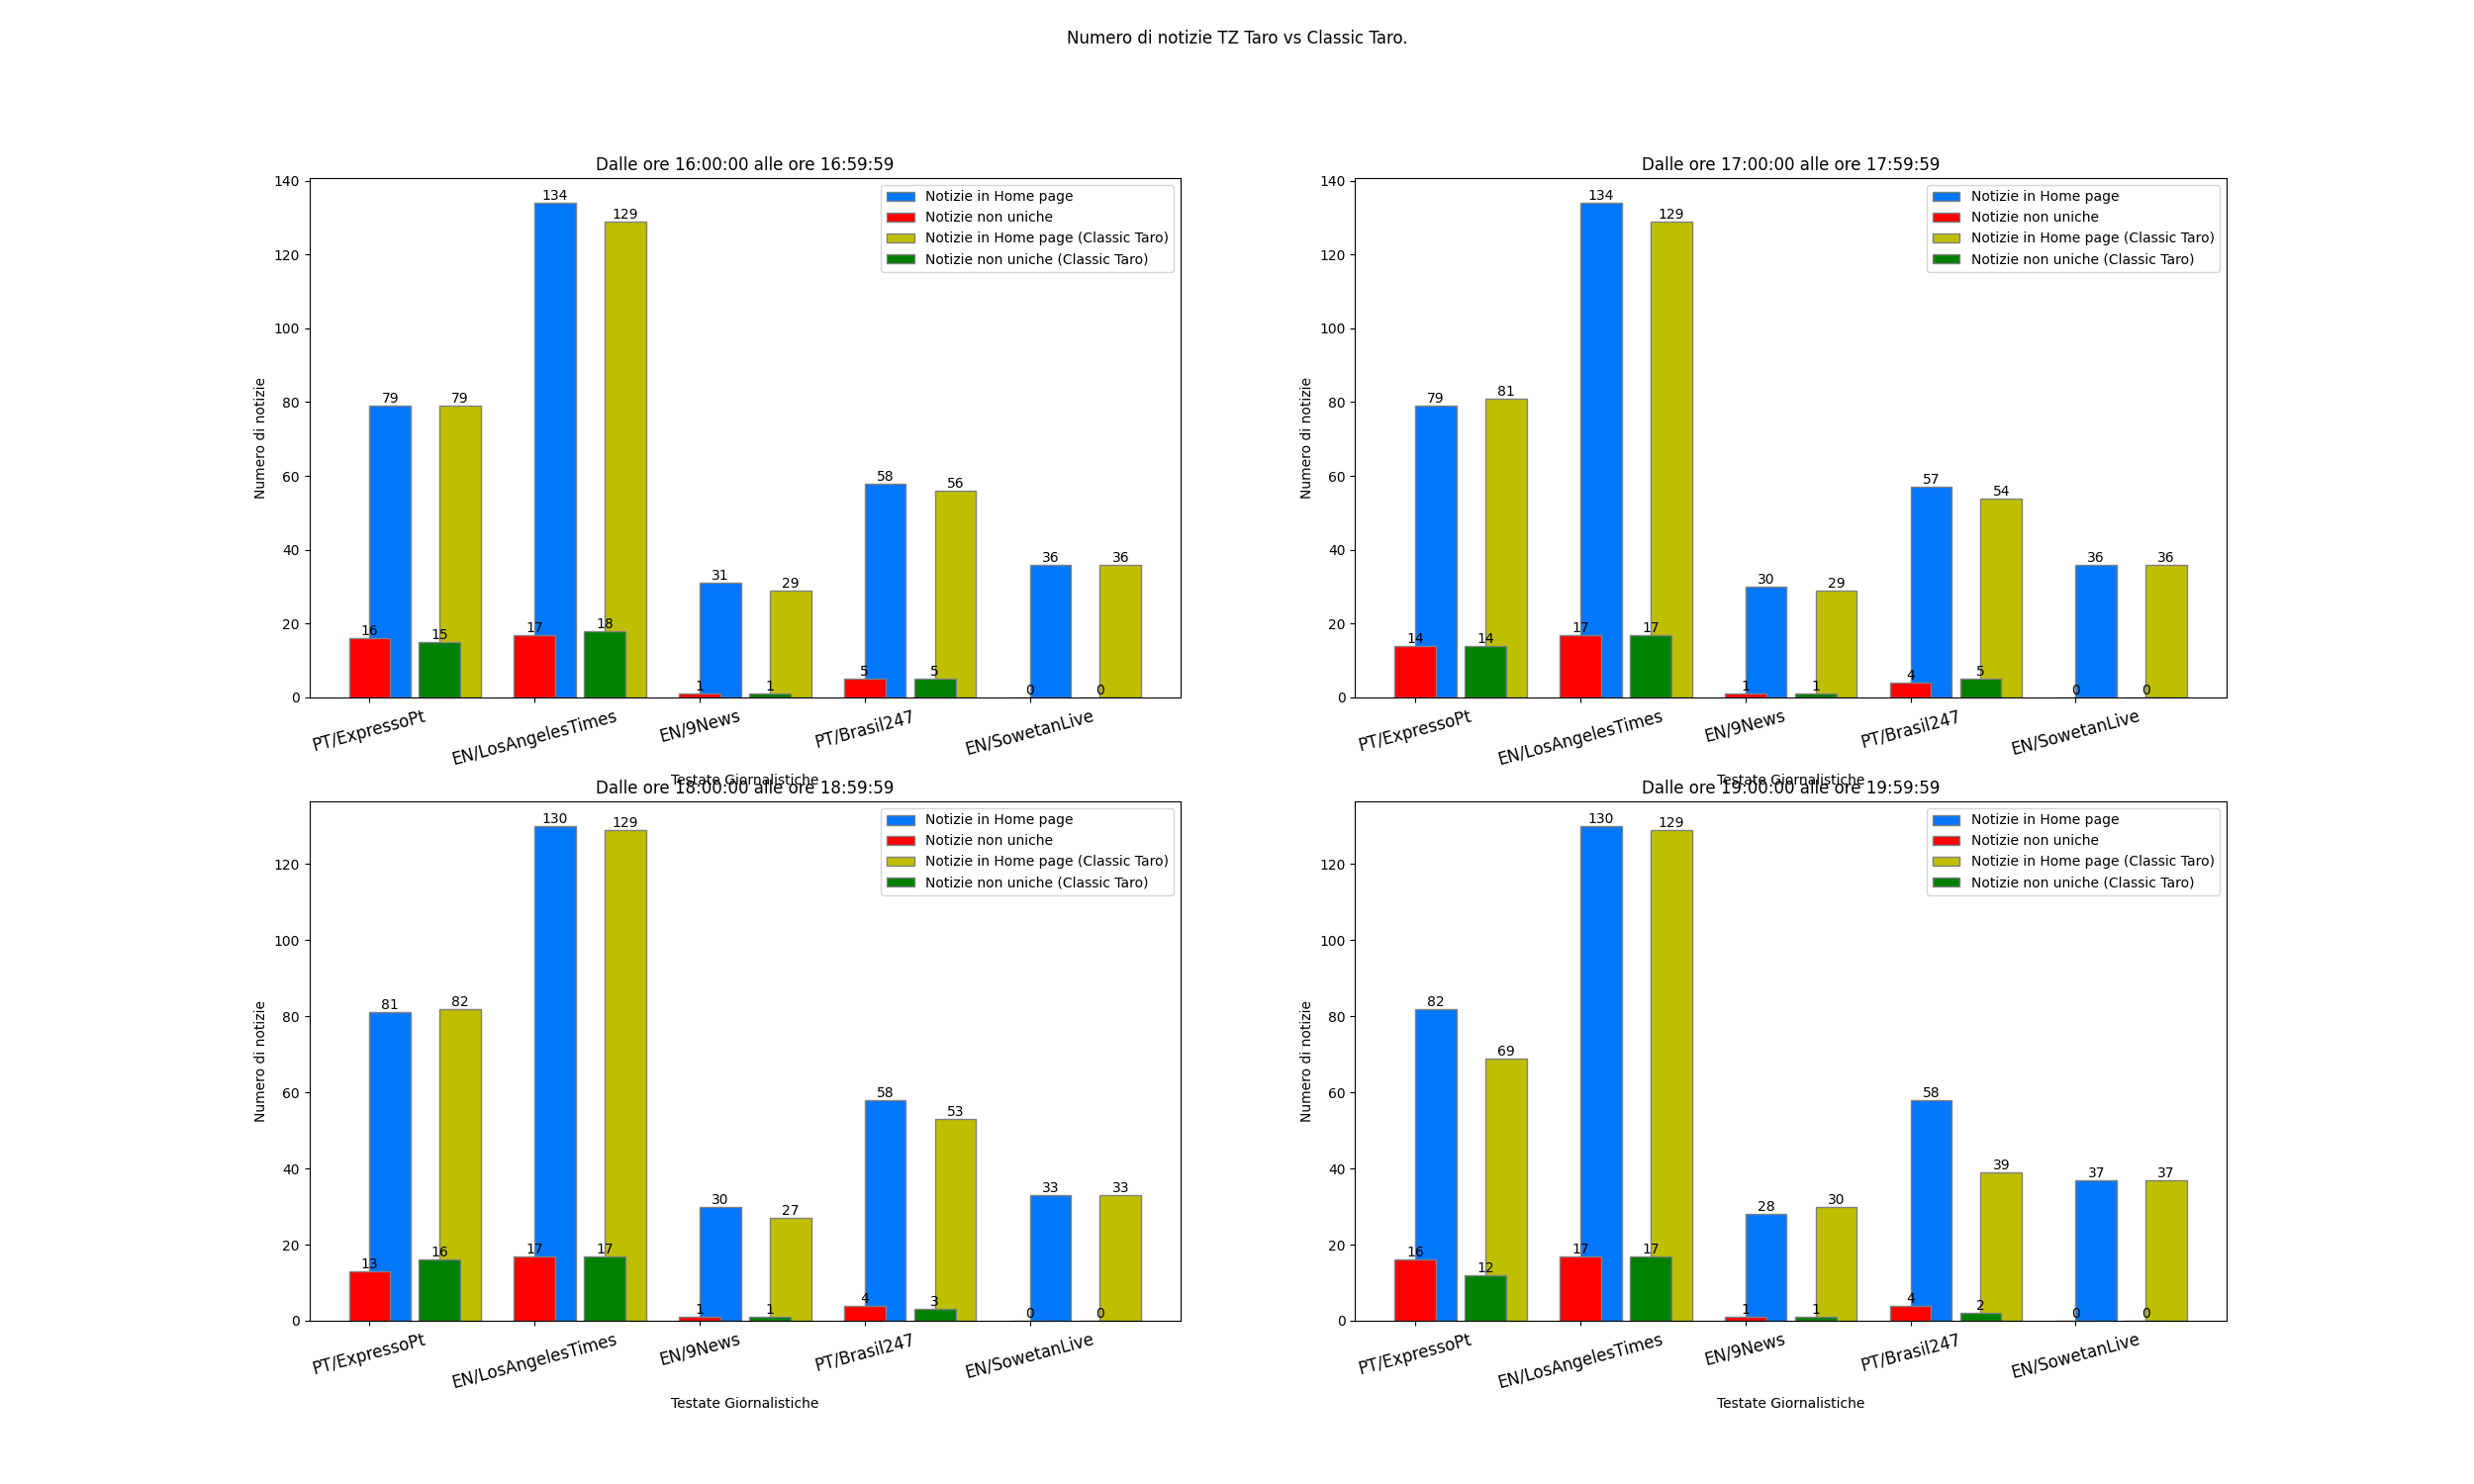 Numero di notizie TZ Taro vs Classic Taro.
Dalle ore 16:00:00 alle ore 16:59:59
Numero di notizie
140
120
100
80
60
40
20
0
Notizie in Home page
Notizie non uniche
Notizie in Home page (Classic Taro)
Notizie non uniche (Classic Taro)
79 79 134 129 31 29 58 56 36 36
16 15 17 18 1 1 5 5 0 0
PT/ExpressoPt EN/LosAngelesTimes EN/9News PT/Brasil247 EN/SowetanLive
Testate Giornalistiche
Dalle ore 17:00:00 alle ore 17:59:59
Numero di notizie
140
120
100
80
60
40
20
0
Notizie in Home page
Notizie non uniche
Notizie in Home page (Classic Taro)
Notizie non uniche (Classic Taro)
79 81 134 129 30 29 57 54 36 36
14 14 17 17 1 1 4 5 0 0
PT/ExpressoPt EN/LosAngelesTimes EN/9News PT/Brasil247 EN/SowetanLive
Testate Giornalistiche
Dalle ore 18:00:00 alle ore 18:59:59
Numero di notizie
120
100
80
60
40
20
0
Notizie in Home page
Notizie non uniche
Notizie in Home page (Classic Taro)
Notizie non uniche (Classic Taro)
81 82 130 129 30 27 58 53 33 33
13 16 17 17 1 1 4 3 0 0
PT/ExpressoPt EN/LosAngelesTimes EN/9News PT/Brasil247 EN/SowetanLive
Testate Giornalistiche
Dalle ore 19:00:00 alle ore 19:59:59
Numero di notizie
120
100
80
60
40
20
0
Notizie in Home page
Notizie non uniche
Notizie in Home page (Classic Taro)
Notizie non uniche (Classic Taro)
82 69 130 129 28 30 58 39 37 37
16 12 17 17 1 1 4 2 0 0
PT/ExpressoPt EN/LosAngelesTimes EN/9News PT/Brasil247 EN/SowetanLive
Testate Giornalistiche